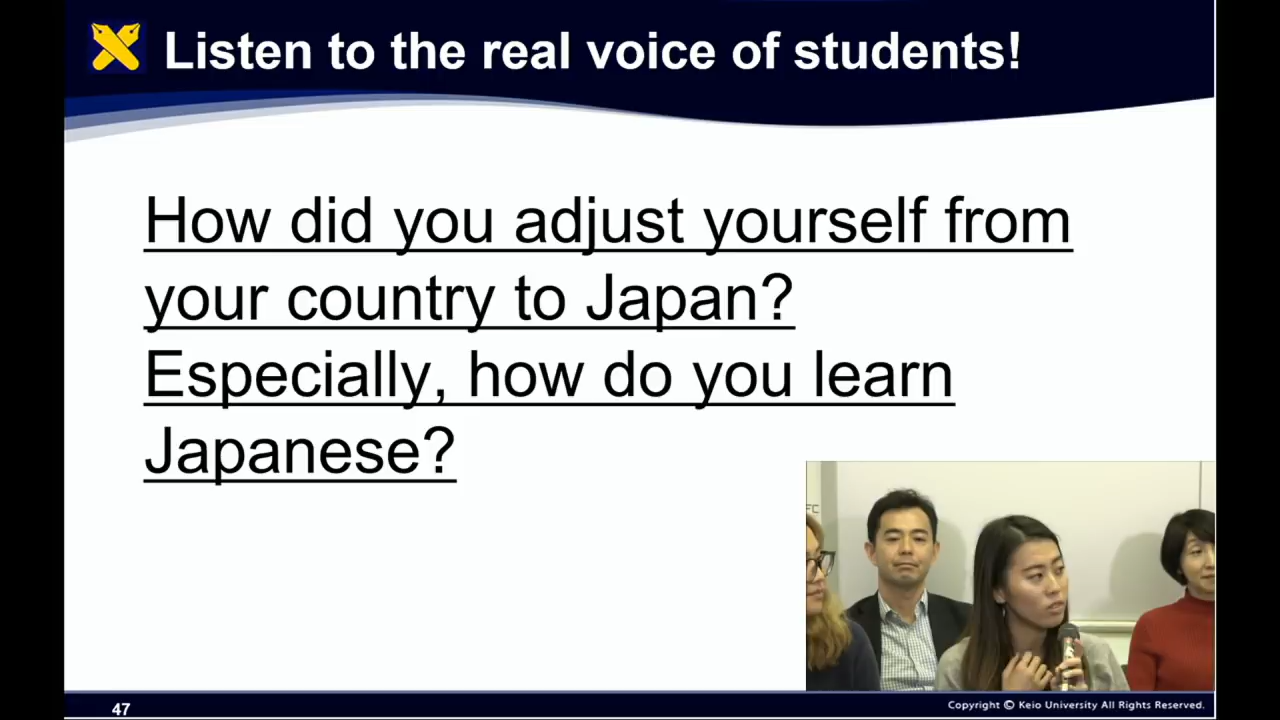 Listen to the real voice of students!
How did you adjust yourself from
your country to Japan?
Especially, how do you learn
Japanese?
FC
47
Copyright © Keio University All Rights Reserved.